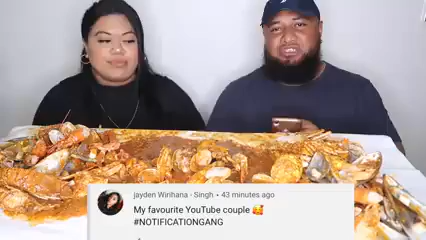 jayden Wirihana - Singh • 43 minutes ago
My favourite YouTube couple 🥰
#NOTIFICATIONGANG